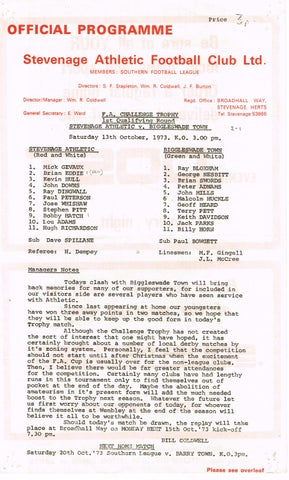 Price 3p
OFFICIAL PROGRAMME
Stevenage Athletic Football Club Ltd.
MEMBERS: SOUTHERN FOOTBALL LEAGUE
Directors: S. F. Stapleton, Wm. R. Coldwell, J. F. Burton
Director/Manager: Wm. R. Coldwell
Regd. Office: BROADHALL WAY,
STEVENAGE, HERTS
General Secretary: E. Ward
Tel. Stevenage
F.A. CHALLENGE TROPHY
1st Qualifying Round
STEVENAGE ATHLETIC v. BIGGLESWADE TOWN
Saturday 13th October, 1973. K.O. 3.00 pm.
STEVENAGE ATHLETIC BIGGLESWADE TOWN
(Red and White) (Green and White)
1. Mick GEVAUX 1. Ray BLOXHAM
2. Brian EDDIE 2. George NESBITT
3. Kevin HULL 3. Brian SWORDS
4. John DOWNS 4. Peter ADNAMS
5. Ray DINGWALL 5. John MILLS
6. Paul PETERSON 6. Malcolm HUCKLE
7. Joss WHISHAW 7. Geoff HEARD
8. Stephen PITT 8. Terry PITT
9. Bobby HATCH 9. Keith DAVIDSON
10. Lou ADAMS 10. Jack PARKS
11. Hugh RICHARDSON 11. Billy HORN
Sub Dave SPILLANE Sub Paul BOWGETT
Referee: H. Dempsy Linesmen: M.F. Gingell
J.L. McCree
Managers Notes
Todays clash with Biggleswade Town will bring
back memories for many of our supporters, for included in
our visitors side are several players who have seen service
with Athletic.
Since last appearing at home our youngsters
have won three away points in two matches, so we hope that
they will be able to keep up the good form in today's
Trophy match.
Although the Challenge Trophy has not created
the sort of interest that one might have hoped, it has
certainly brought about a number of local derby matches by
it's zoning system. Personally, I feel that the competition
should not start until after Christmas when the excitement
of the F.A. Cup is usually over for the non-league clubs.
Then, I believe there would be far greater attendances
for the competition. Certainly many clubs have had lengthy
runs in this tournament only to find themselves out of
pocket at the end of the day. Maybe the abolition of
amateurism in it's present form will add the much needed
boost to the Trophy next season. Whatever the future let
us first worry about our opponents of today, for whoever
finds themselves at Wembley at the end of the season will
believe it all to be worthwhile.
Should today's match be drawn, the replay will take
place at Broadhall Way on MONDAY NEXT 15th Oct.'73 kick-off
7.30 pm.
BILL COLDWELL
NEXT HOME MATCH
Saturday 20th Oct.'73 Southern League v. BARRY TOWN, K.O.3pm.
Please see overleaf